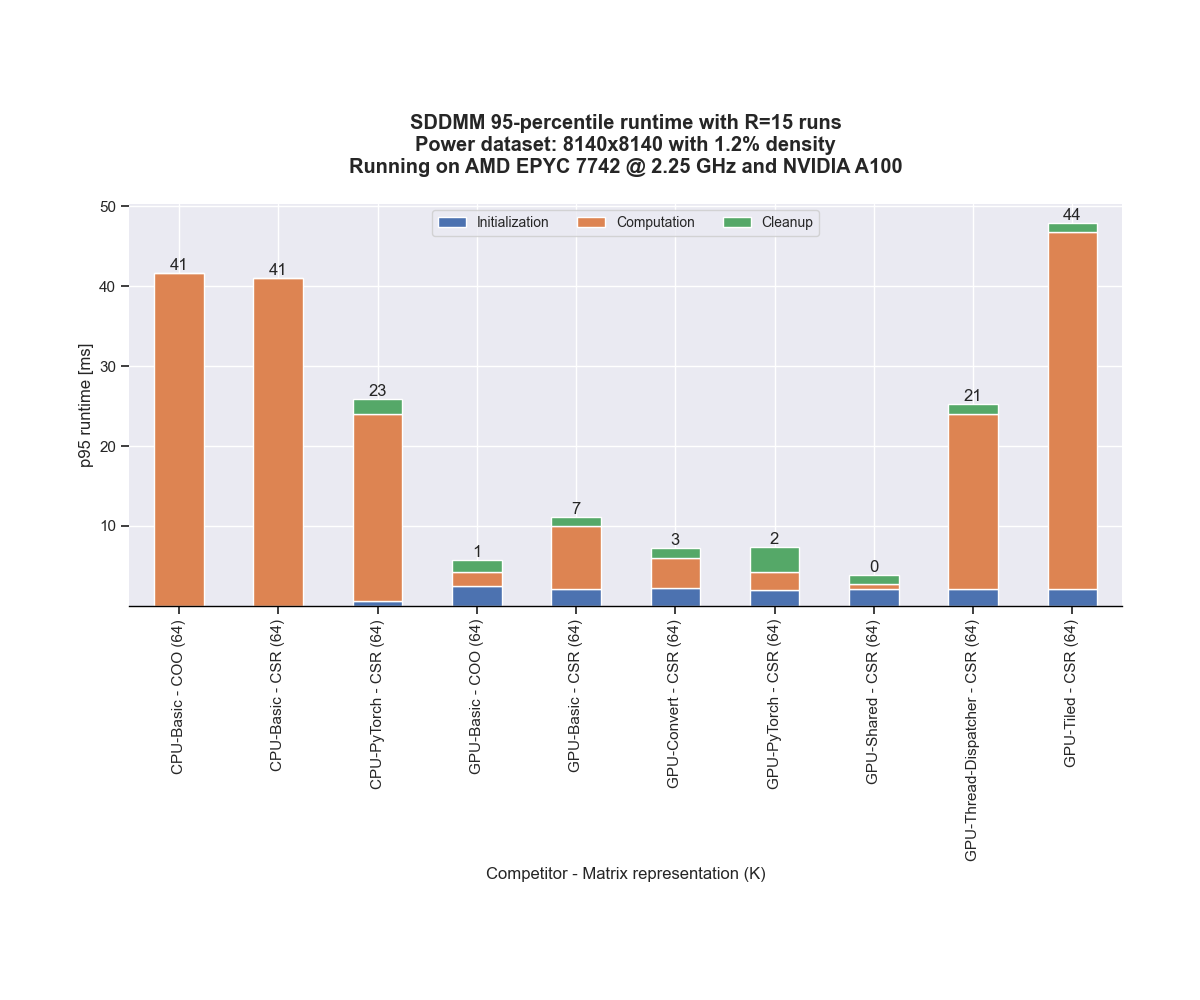 SDDMM 95-percentile runtime with R=15 runs
Power dataset: 8140x8140 with 1.2% density
Running on AMD EPYC 7742 @ 2.25 GHz and NVIDIA A100
Initialization
Computation
Cleanup
p95 runtime [ms]
50
40
30
20
10
41
41
23
1
7
3
2
0
21
44
CPU-Basic - COO (64)
CPU-Basic - CSR (64)
CPU-PyTorch - CSR (64)
GPU-Basic - COO (64)
GPU-Basic - CSR (64)
GPU-Convert - CSR (64)
GPU-PyTorch - CSR (64)
GPU-Shared - CSR (64)
GPU-Thread-Dispatcher - CSR (64)
GPU-Tiled - CSR (64)
Competitor - Matrix representation (K)